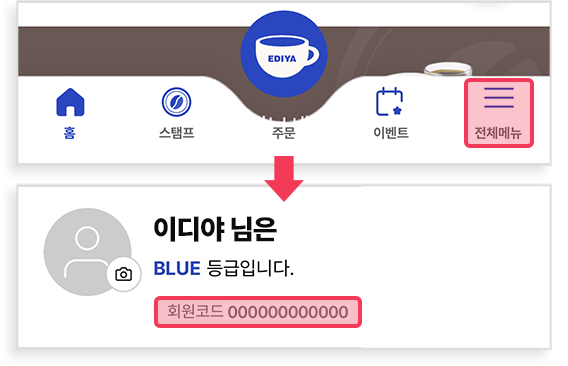 EDIYA
홈 스탬프 주문 이벤트 전체메뉴
이디야 님은
BLUE 등급입니다.
회원코드 000000000000